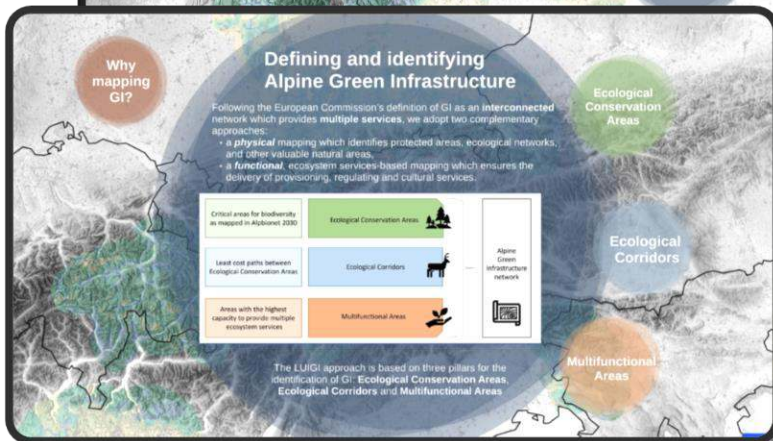 Why
mapping
GI?
Defining and identifying
Alpine Green Infrastructure
Following the European Commission's definition of GI as an interconnected
network which provides multiple services, we adopt two complementary
approaches:
• a physical mapping which identifies protected areas, ecological networks,
and other valuable natural areas,
• a functional, ecosystem services-based mapping which ensures the
delivery of provisioning, regulating and cultural services.
Ecological
Conservation
Areas
Critical areas for biodiversity
as mapped in Alpbionet 2030
Ecological Conservation Areas
Least cost paths between
Ecological Conservation Areas
Ecological Corridors
Areas with the highest
capacity to provide multiple
ecosystem services
Multifunctional Areas
Alpine
Green
Infrastructure
network
Ecological
Corridors
Multifunctional
Areas
The LUIGI approach is based on three pillars for the
identification of GI: Ecological Conservation Areas,
Ecological Corridors and Multifunctional Areas